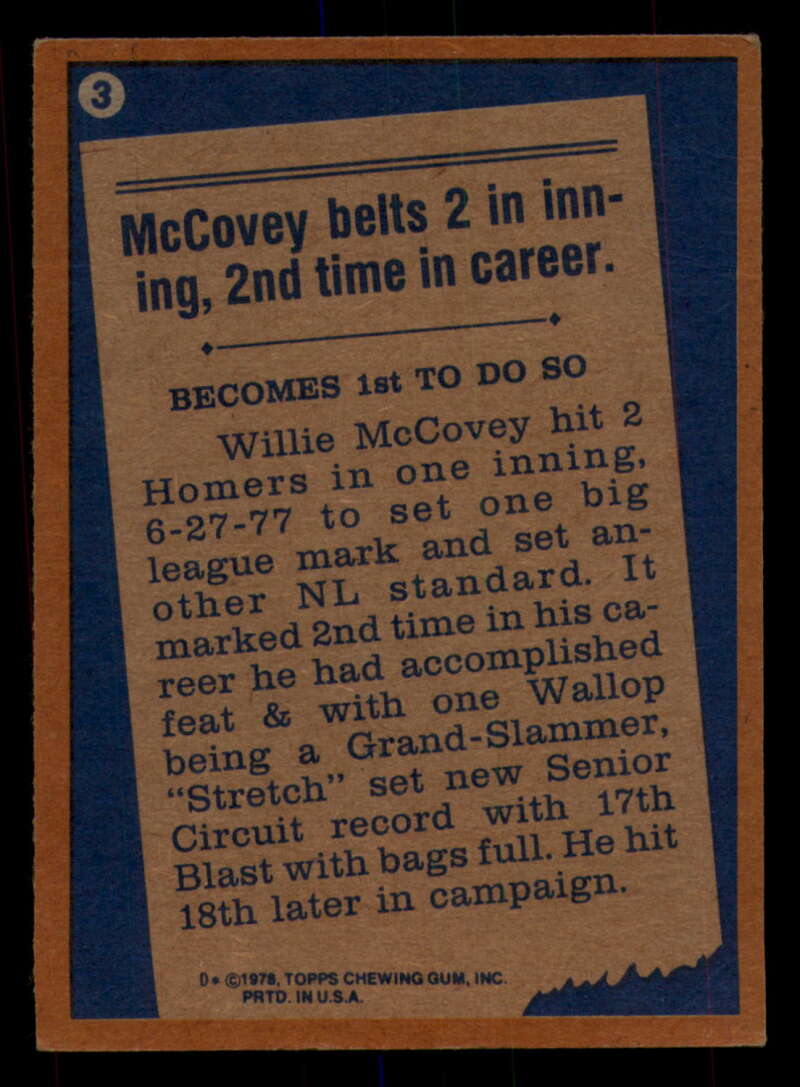 3
McCovey belts 2 in inn-
ing, 2nd time in career.
BECOMES 1st TO DO SO
Willie McCovey hit 2
Homers in one inning,
6-27-77 to set one big
league mark and set an-
other NL standard. It
marked 2nd time in his ca-
reer he had accomplished
feat & with one Wallop
being a Grand-Slammer,
“Stretch” set new Senior
Circuit record with 17th
Blast with bags full. He hit
18th later in campaign.
D* ©1978, TOPPS CHEWING GUM, INC.
PRTD. IN U.S.A.